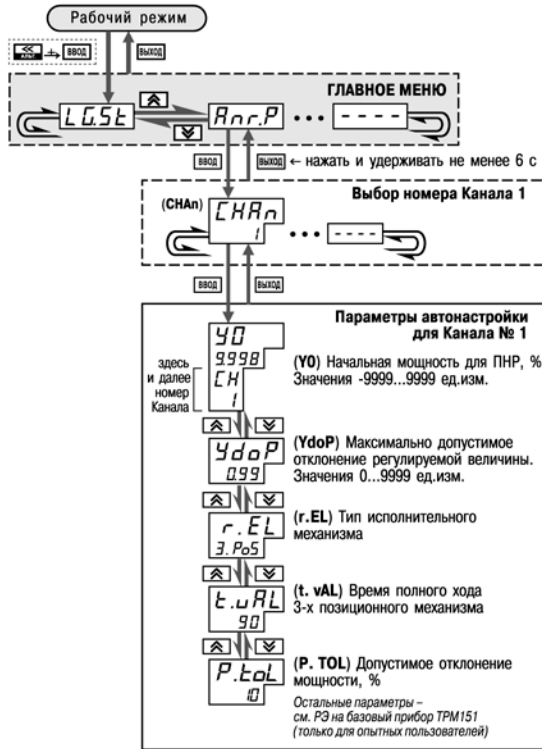 Рабочий режим
≪ АЛЬТ + ВВОД ВЫХОД
ГЛАВНОЕ МЕНЮ
LG.St Anr.P ••• ----
ВВОД ВЫХОД ← нажать и удерживать не менее 6 с
Выбор номера Канала 1
(CHAn) CHAn
1 ••• ----
ВВОД ВЫХОД
Параметры автонастройки
для Канала № 1
Y0
9.998
(Y0) Начальная мощность для ПНР, %
Значения -9999...9999 ед.изм.
здесь
и далее
номер
Канала
CH
1
YdoP
0.99
(YdoP) Максимально допустимое
отклонение регулируемой величины.
Значения 0...9999 ед.изм.
r.EL
3.PoS
(r.EL) Тип исполнительного
механизма
t.vAL
90
(t. vAL) Время полного хода
3-х позиционного механизма
P.toL
10
(P. TOL) Допустимое отклонение
мощности, %
Остальные параметры –
см. РЭ на базовый прибор ТРМ151
(только для опытных пользователей)